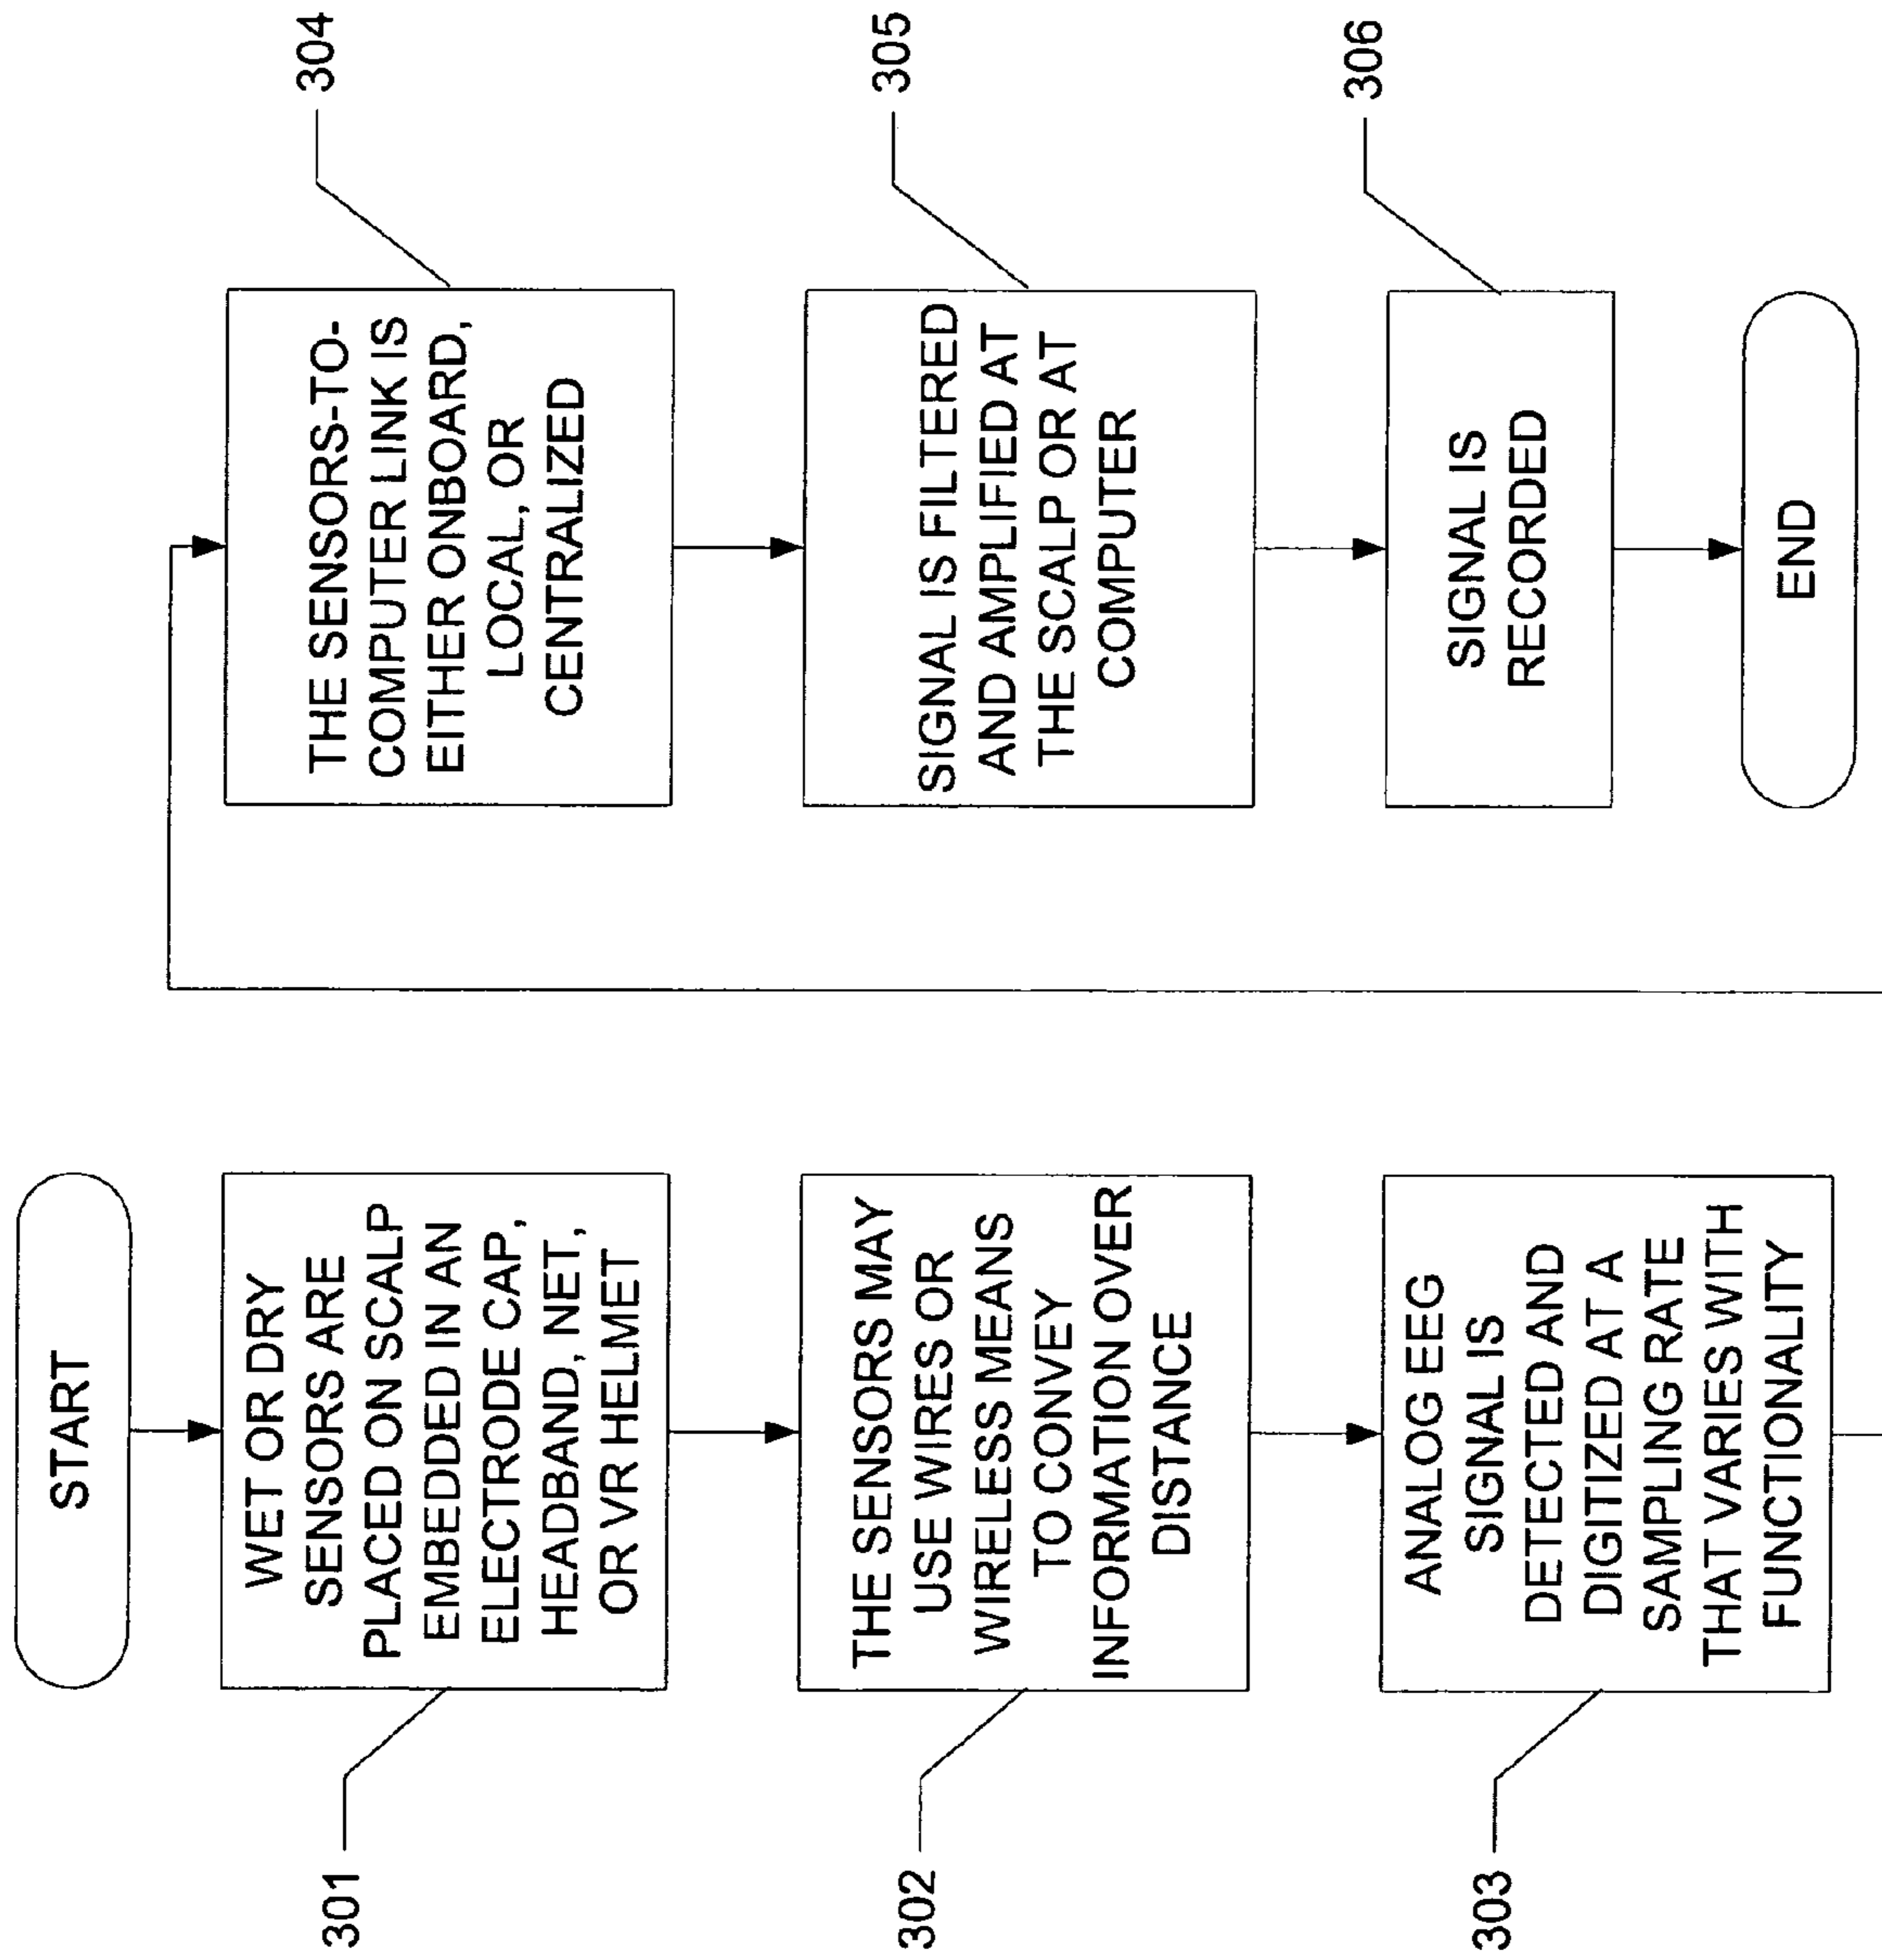 START
WET OR DRY
SENSORS ARE
PLACED ON SCALP
EMBEDDED IN AN
ELECTRODE CAP,
HEADBAND, NET,
OR VR HELMET
301
THE SENSORS MAY
USE WIRES OR
WIRELESS MEANS
TO CONVEY
INFORMATION OVER
DISTANCE
302
ANALOG EEG
SIGNAL IS
DETECTED AND
DIGITIZED AT A
SAMPLING RATE
THAT VARIES WITH
FUNCTIONALITY
303
THE SENSORS-TO-
COMPUTER LINK IS
EITHER ONBOARD,
LOCAL, OR
CENTRALIZED
304
SIGNAL IS FILTERED
AND AMPLIFIED AT
THE SCALP OR AT
COMPUTER
305
SIGNAL IS
RECORDED
306
END